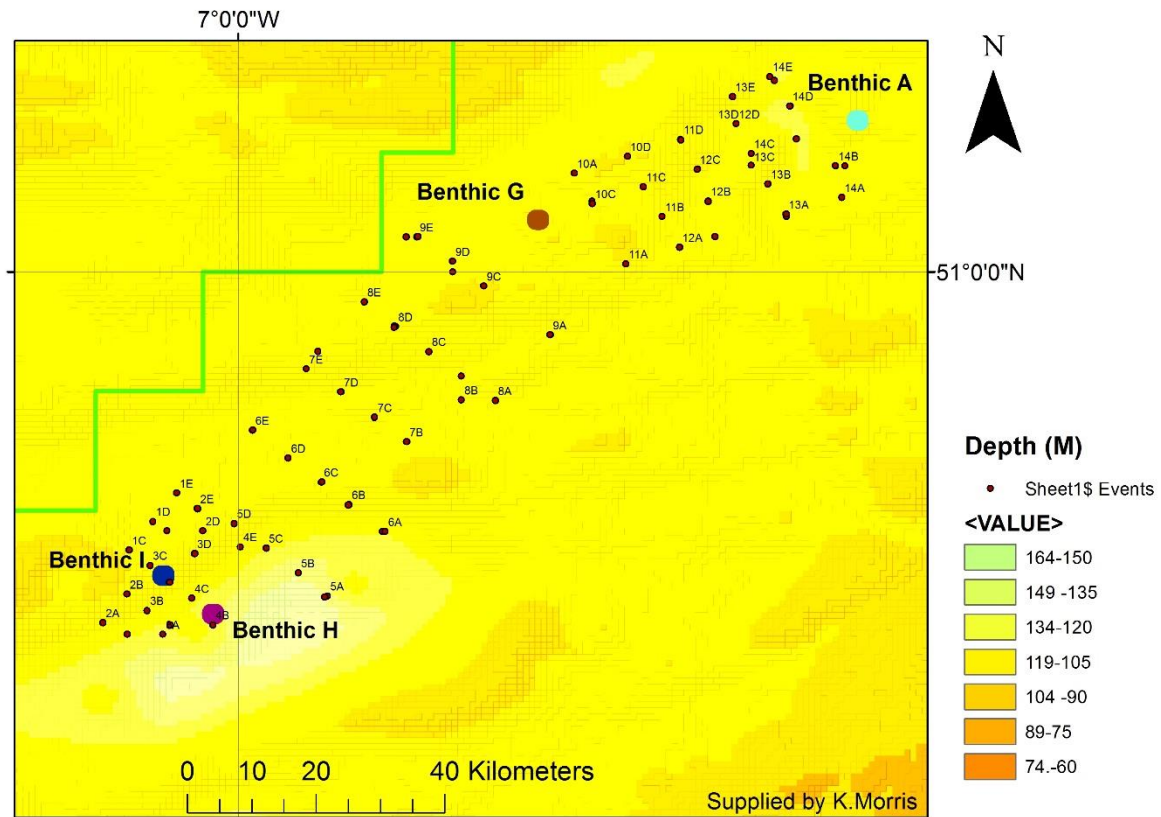 7°0'0"W
N
14E
Benthic A
13E
14D
13D12D
11D
10D
14C
10A
12C
13C
14B
11C
13B
Benthic G
10C
12B
14A
11B
13A
9E
12A
9D
11A
51°0'0"N
9C
8E
8D
9A
8C
7E
7D
8B
8A
7C
6E
7B
6D
6C
1E
6B
2E
1D
5D
2D
6A
1C
4E
5C
3D
Benthic I
3C
5B
2B
4C
5A
3B
2A
4B
Benthic H
A
Depth (M)
Sheet1$ Events
<VALUE>
164-150
149 -135
134-120
119-105
104 -90
89-75
74.-60
0 10 20 40 Kilometers
Supplied by K.Morris